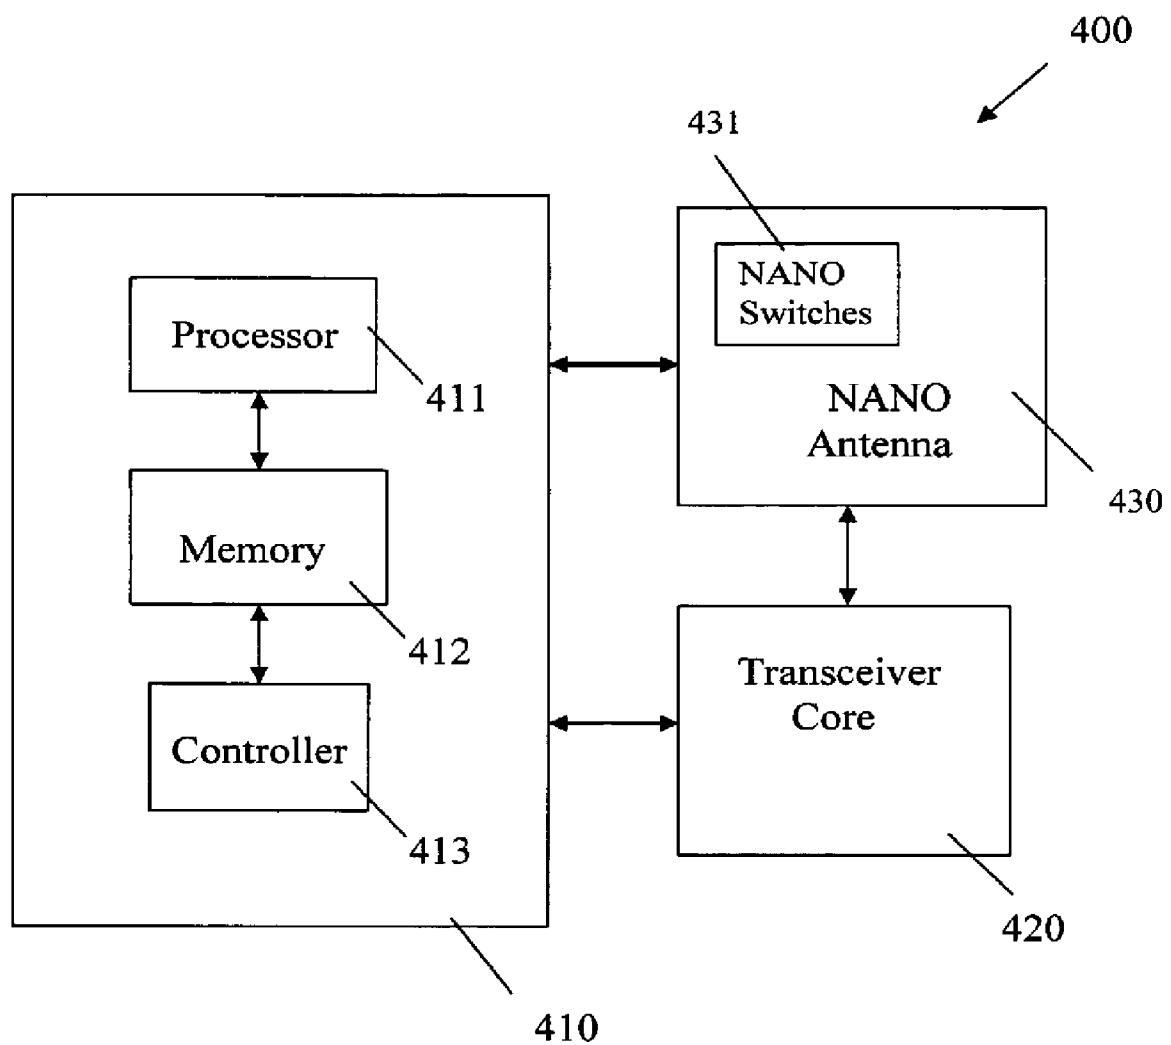 400
431
NANO
Switches
Processor
411
NANO
Antenna
430
Memory
412
Transceiver
Core
Controller
413
420
410